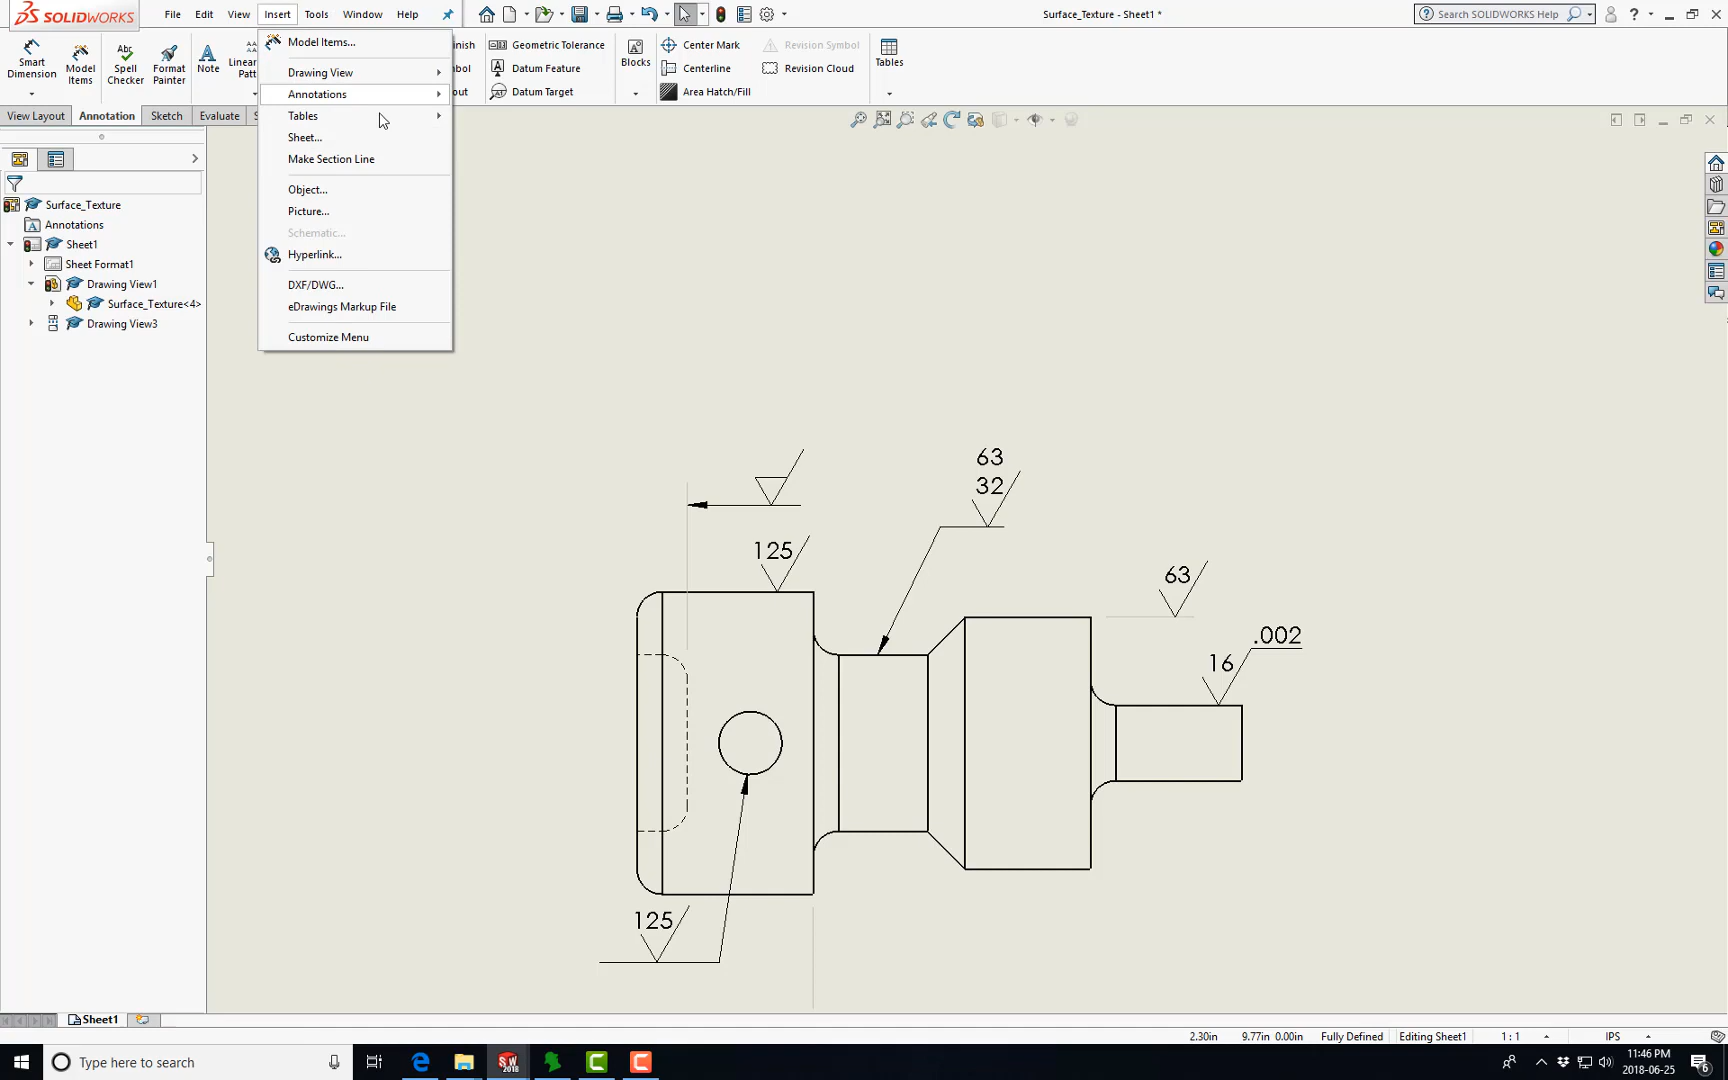 SOLIDWORKS File Edit View Insert Tools Window Help Surface_Texture - Sheet1 * Search SOLIDWORKS Help
Smart Dimension
Model Items
Spell Checker
Format Painter
Note
Linear
Patt
Model Items...
Drawing View
Annotations
Tables
Sheet...
Make Section Line
Object...
Picture...
Schematic...
Hyperlink...
DXF/DWG...
eDrawings Markup File
Customize Menu
inish
bol
out
Geometric Tolerance
Datum Feature
Datum Target
Blocks
Center Mark
Centerline
Area Hatch/Fill
Revision Symbol
Revision Cloud
Tables
View Layout Annotation Sketch Evaluate S
Surface_Texture
Annotations
Sheet1
Sheet Format1
Drawing View1
Surface_Texture<4>
Drawing View3
63
32
125
63
.002
16
125
Sheet1
2.30in 9.77in 0.00in Fully Defined Editing Sheet1 1 : 1 IPS
Type here to search
SW
2018
11:46 PM
2018-06-25
6